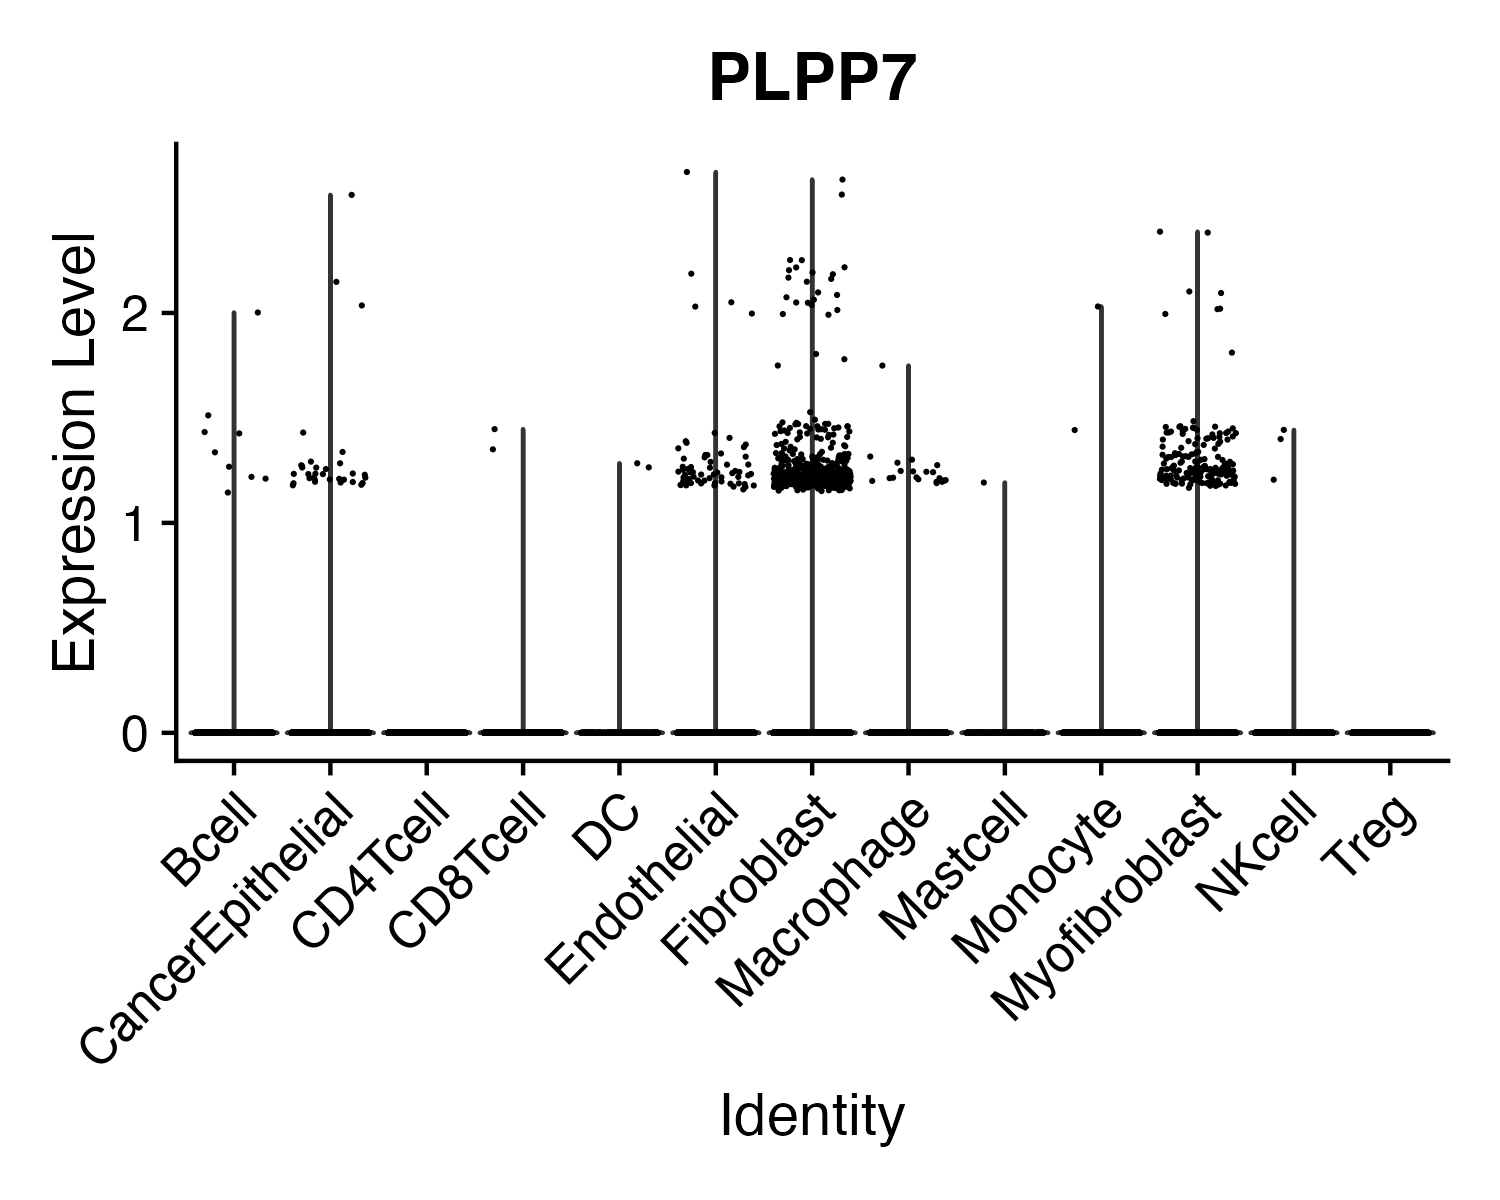 PLPP7
Expression Level
2
1
0
Bcell
CancerEpithelial
CD4Tcell
CD8Tcell
DC
Endothelial
Fibroblast
Macrophage
Mastcell
Monocyte
Myofibroblast
NKcell
Treg
Identity